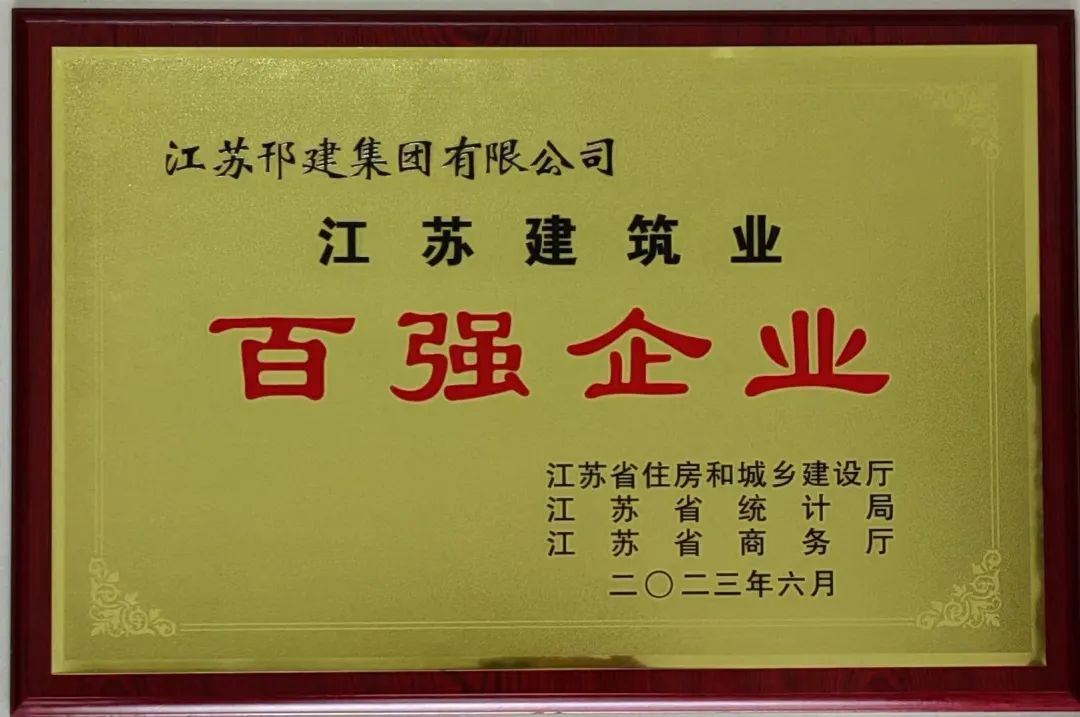 江苏邗建集团有限公司
江苏建筑业
百强企业
江苏省住房和城乡建设厅
江苏省统计局
江苏省商务厅
二〇二三年六月